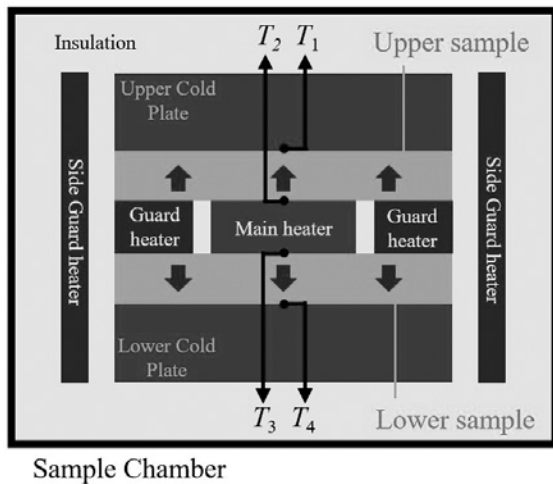 Insulation
T2
T1
Upper sample
Upper Cold
Plate
Side Guard heater
Guard
heater
Main heater
Guard
heater
Side Guard heater
Lower Cold
Plate
T3
T4
Lower sample
Sample Chamber